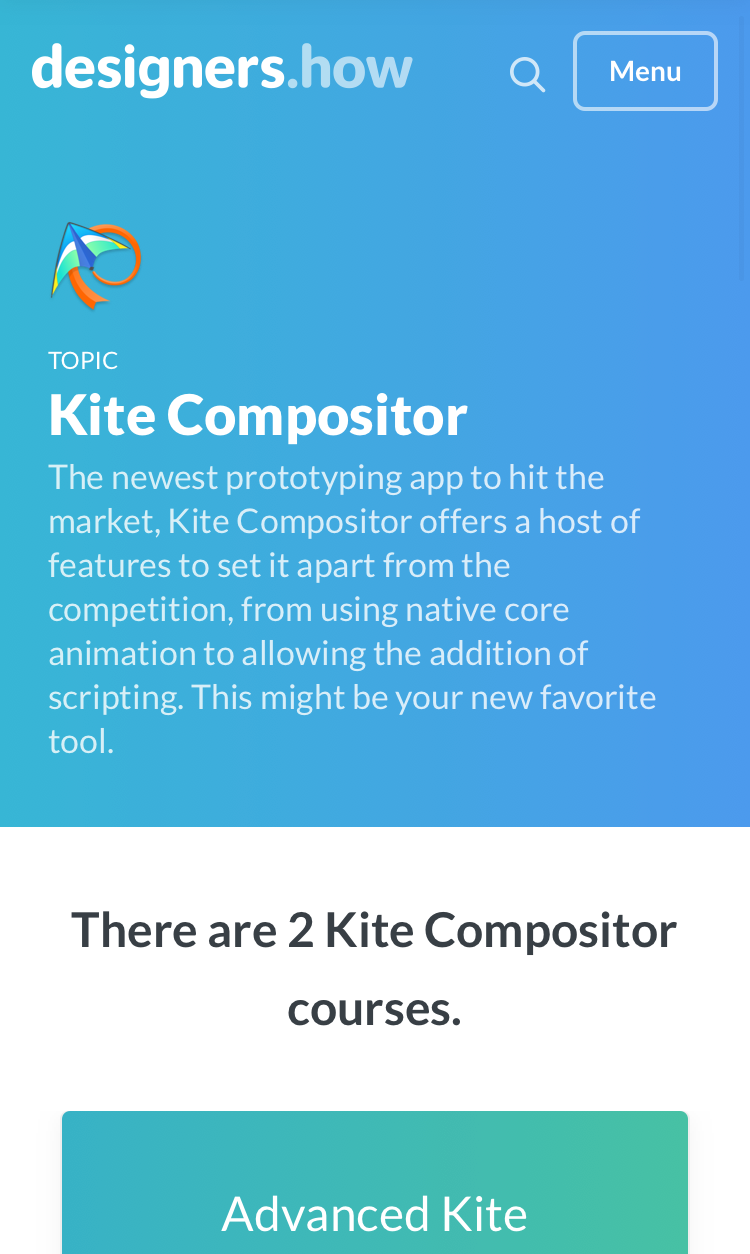 designers.how
Menu
TOPIC
Kite Compositor
The newest prototyping app to hit the
market, Kite Compositor offers a host of
features to set it apart from the
competition, from using native core
animation to allowing the addition of
scripting. This might be your new favorite
tool.
There are 2 Kite Compositor
courses.
Advanced Kite